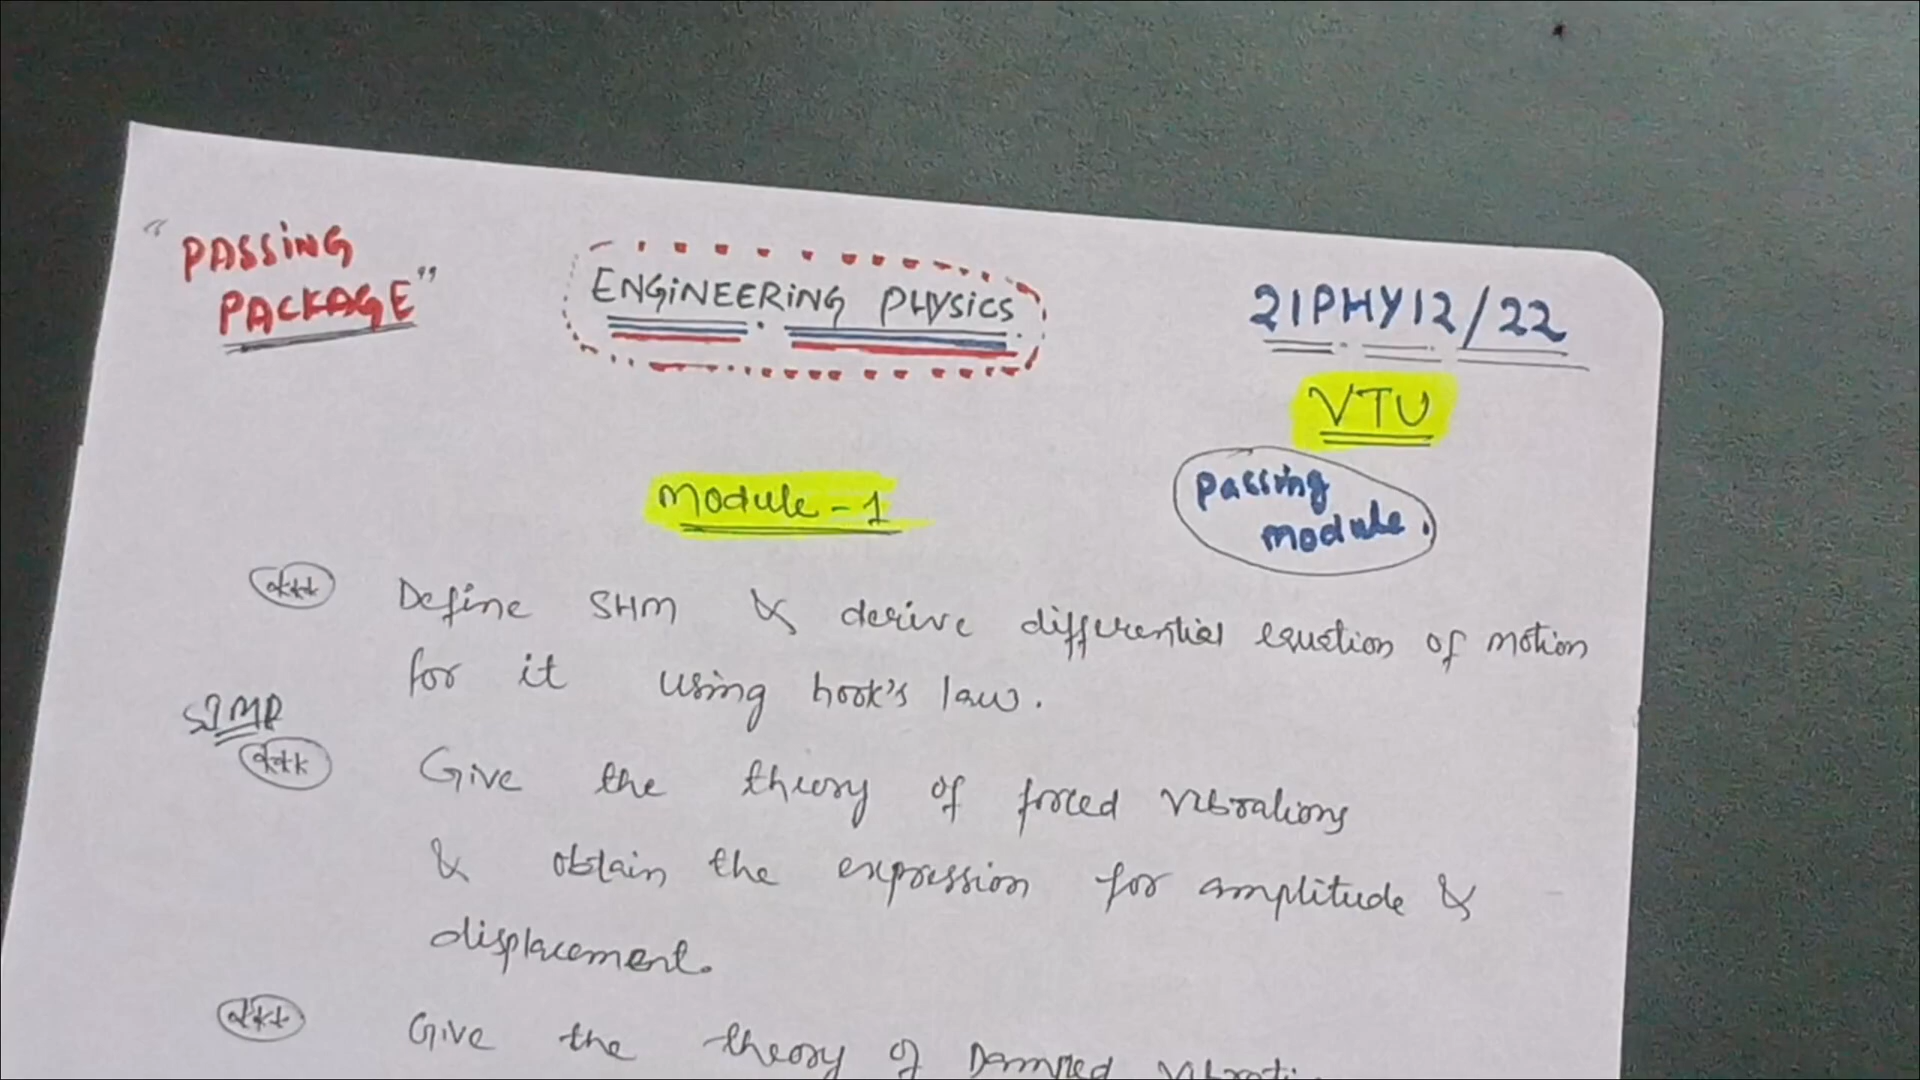 "PASSING
PACKAGE"
ENGINEERING PHYSICS
21PHY12/22
VTU
passing
module.
Module - 1
*** Define SHM & derive differential equation of motion
for it using hook's law.
SIMP
*** Give the theory of forced vibrations
& obtain the expression for amplitude &
displacement.
*** Give the theory of Damped